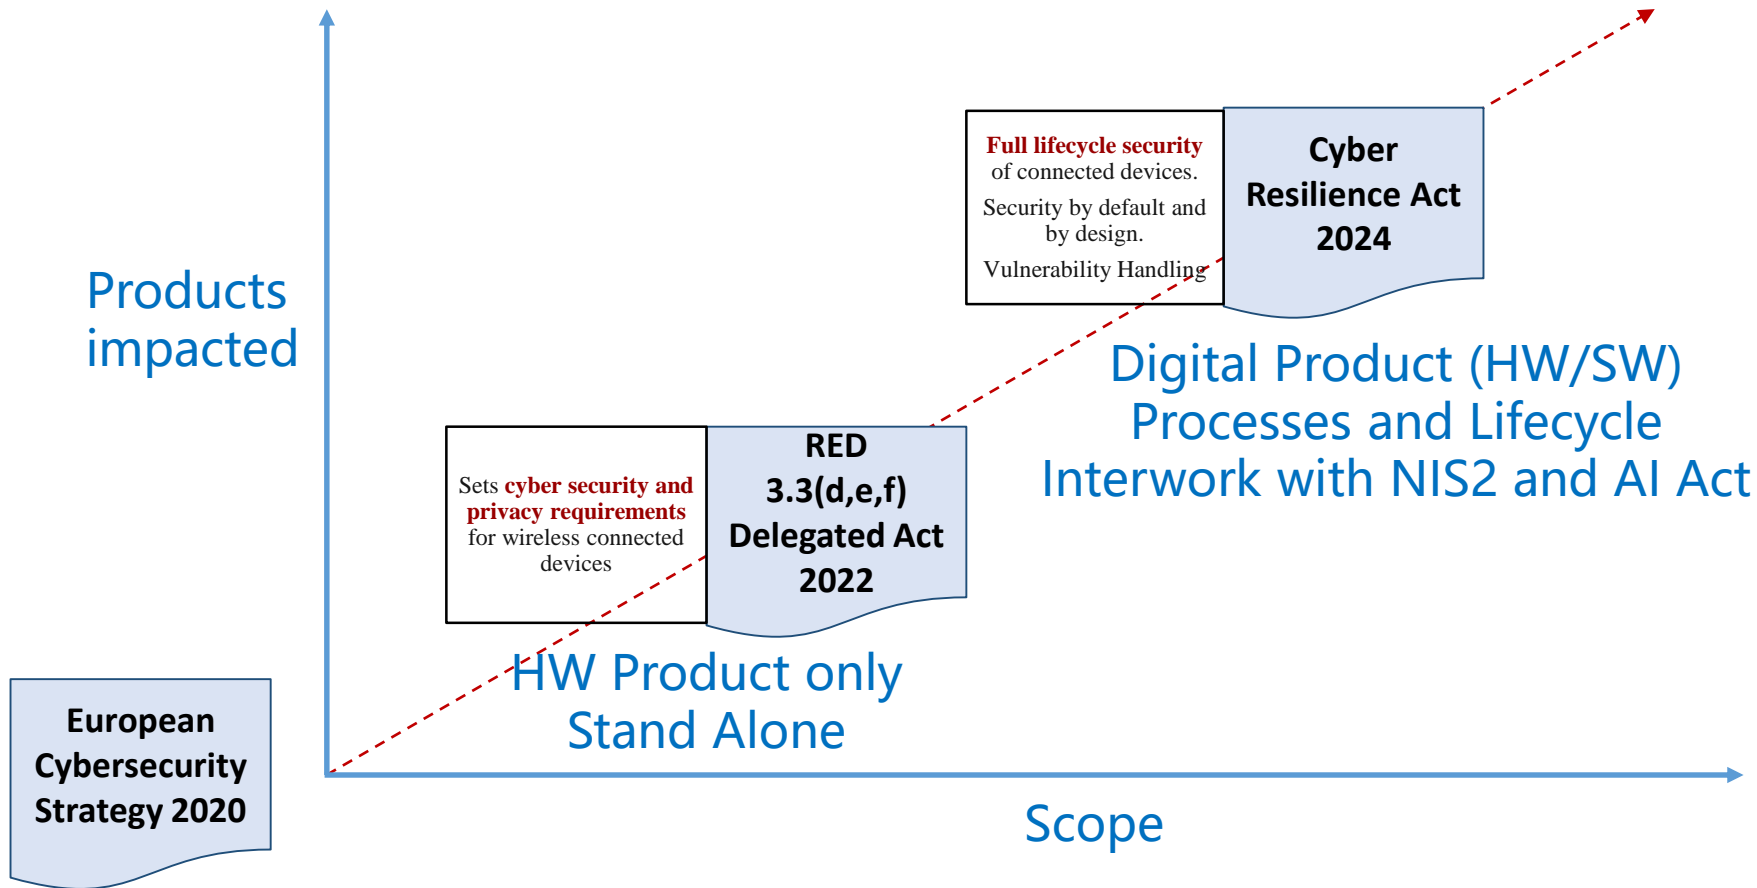 Full lifecycle security
of connected devices.
Security by default and
by design.
Vulnerability Handling
Cyber
Resilience Act
2024
Products
impacted
Digital Product (HW/SW)
Processes and Lifecycle
Interwork with NIS2 and AI Act
Sets cyber security and
privacy requirements
for wireless connected
devices
RED
3.3(d,e,f)
Delegated Act
2022
HW Product only
Stand Alone
European
Cybersecurity
Strategy 2020
Scope